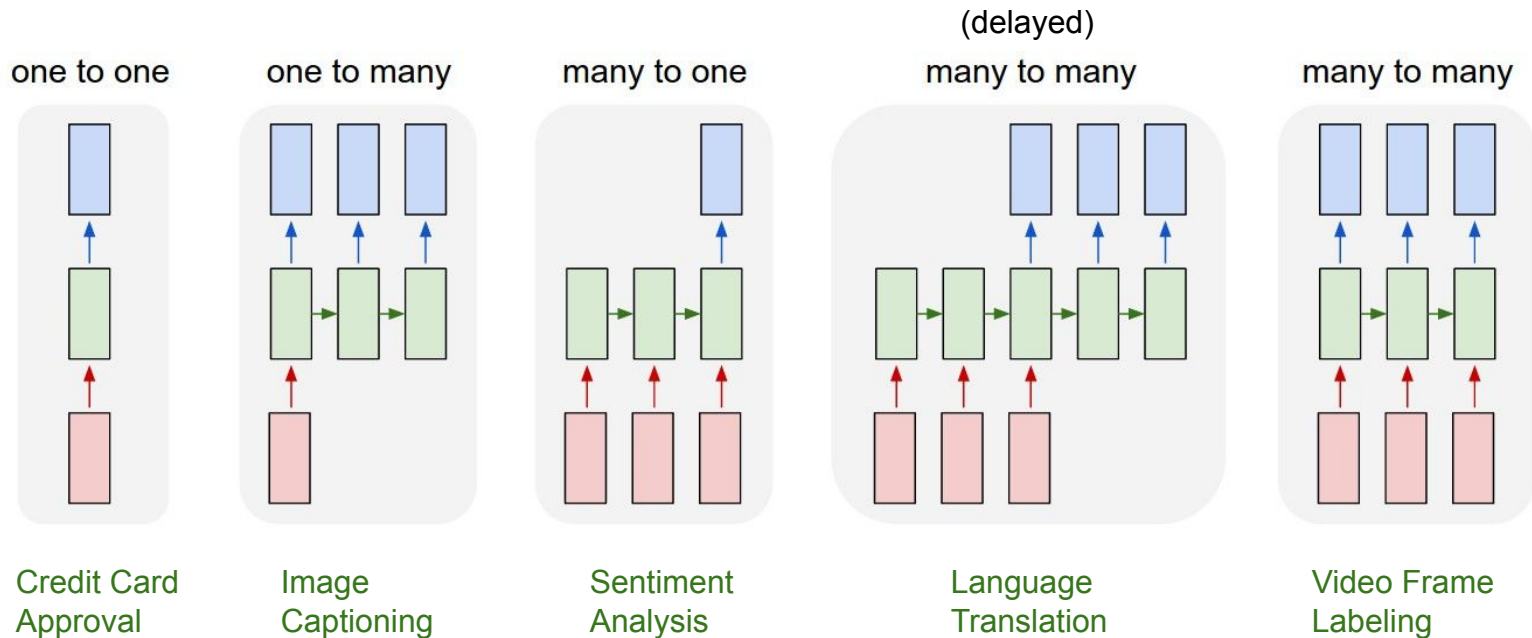 (delayed)
one to one
one to many
many to one
many to many
many to many
Credit Card
Approval
Image
Captioning
Sentiment
Analysis
Language
Translation
Video Frame
Labeling